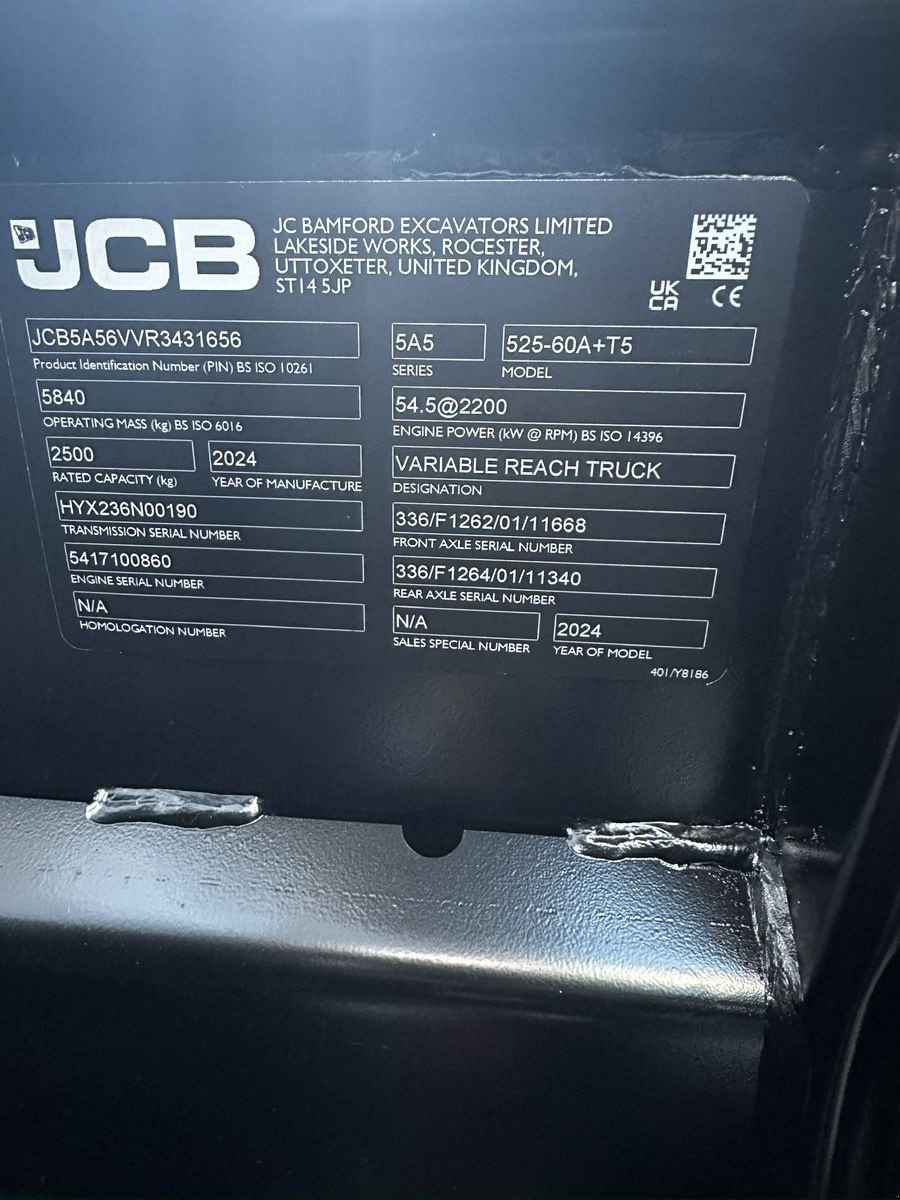 JCB
JC BAMFORD EXCAVATORS LIMITED
LAKESIDE WORKS, ROCESTER,
UTTOXETER, UNITED KINGDOM,
ST14 5JP
UK
CA
CE
JCB5A56VVR3431656
Product Identification Number (PIN) BS ISO 10261
5A5
SERIES
525-60A+T5
MODEL
5840
OPERATING MASS (kg) BS ISO 6016
54.5@2200
ENGINE POWER (kW @ RPM) BS ISO 14396
2500
RATED CAPACITY (kg)
2024
YEAR OF MANUFACTURE
VARIABLE REACH TRUCK
DESIGNATION
HYX236N00190
TRANSMISSION SERIAL NUMBER
336/F1262/01/11668
FRONT AXLE SERIAL NUMBER
5417100860
ENGINE SERIAL NUMBER
336/F1264/01/11340
REAR AXLE SERIAL NUMBER
N/A
HOMOLOGATION NUMBER
N/A
SALES SPECIAL NUMBER
2024
YEAR OF MODEL
401/Y8186